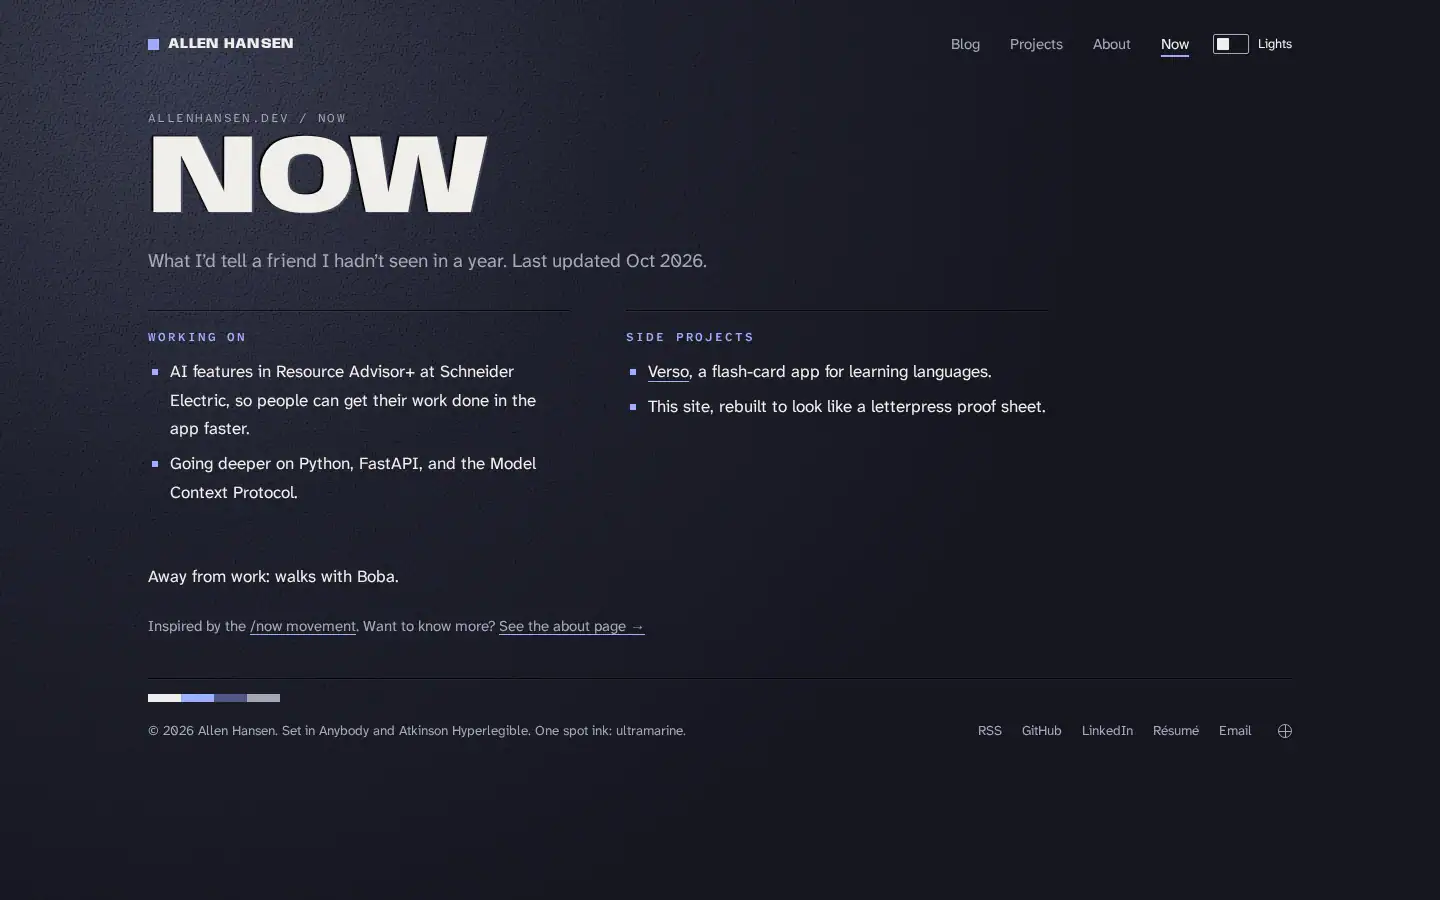 ALLEN HANSEN
Blog Projects About Now Lights
ALLENHANSEN.DEV / NOW
NOW
What I’d tell a friend I hadn’t seen in a year. Last updated Oct 2026.
WORKING ON
AI features in Resource Advisor+ at Schneider
Electric, so people can get their work done in the
app faster.
Going deeper on Python, FastAPI, and the Model
Context Protocol.
SIDE PROJECTS
Verso, a flash-card app for learning languages.
This site, rebuilt to look like a letterpress proof sheet.
Away from work: walks with Boba.
Inspired by the /now movement. Want to know more? See the about page →
© 2026 Allen Hansen. Set in Anybody and Atkinson Hyperlegible. One spot ink: ultramarine.
RSS GitHub LinkedIn Résumé Email